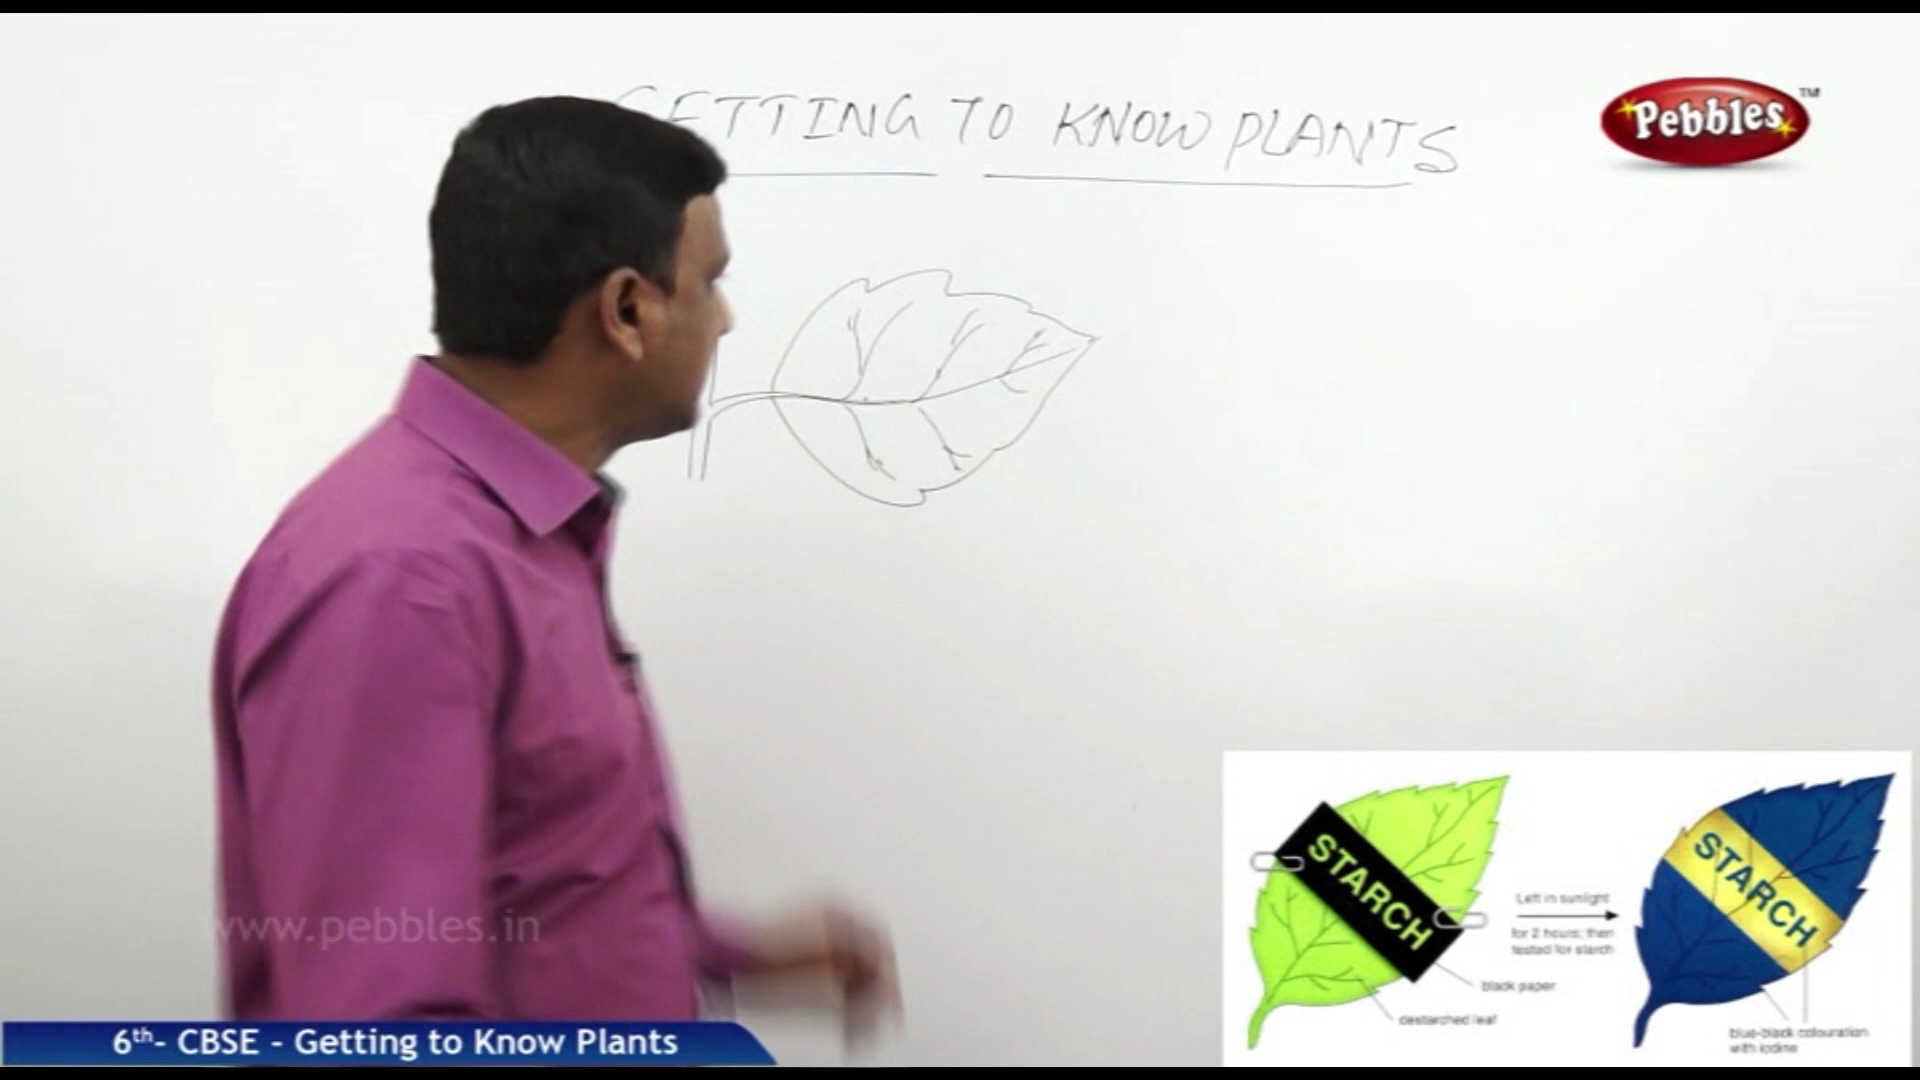 GETTING TO KNOW PLANTS
Pebbles™
STARCH
STARCH
Left in sunlight
for 2 hours; then
tested for starch
black paper
destarched leaf
blue-black colouration
with iodine
www.pebbles.in
6th- CBSE - Getting to Know Plants